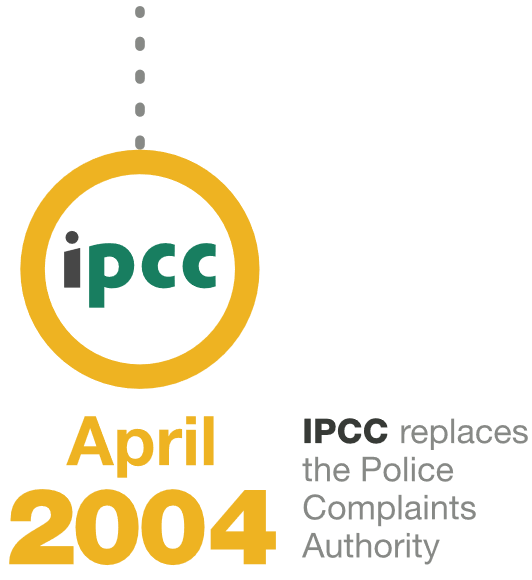 ipcc
April
2004
IPCC replaces
the Police
Complaints
Authority